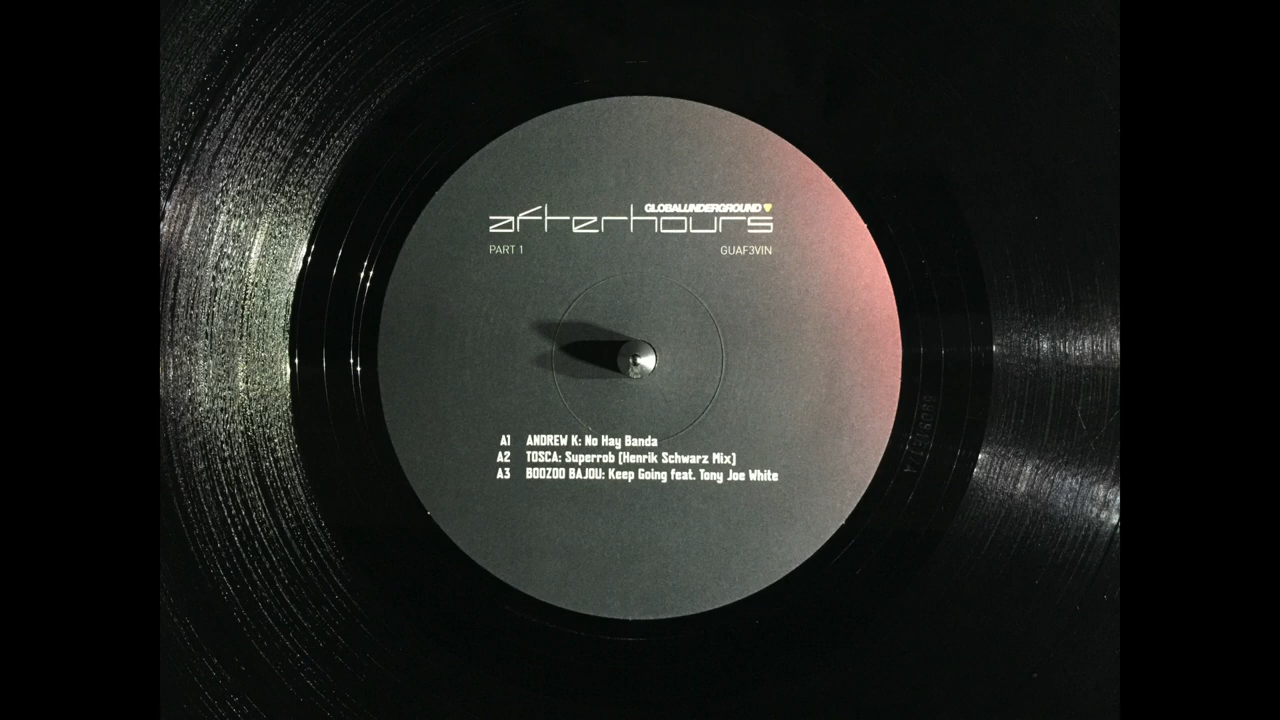 GLOBALUNDERGROUND
afterhours
PART 1 GUAF3VIN
A1 ANDREW K: No Hay Banda
A2 TOSCA: Superrob (Henrik Schwarz Mix)
A3 BOOZOO BAJOU: Keep Going feat. Tony Joe White